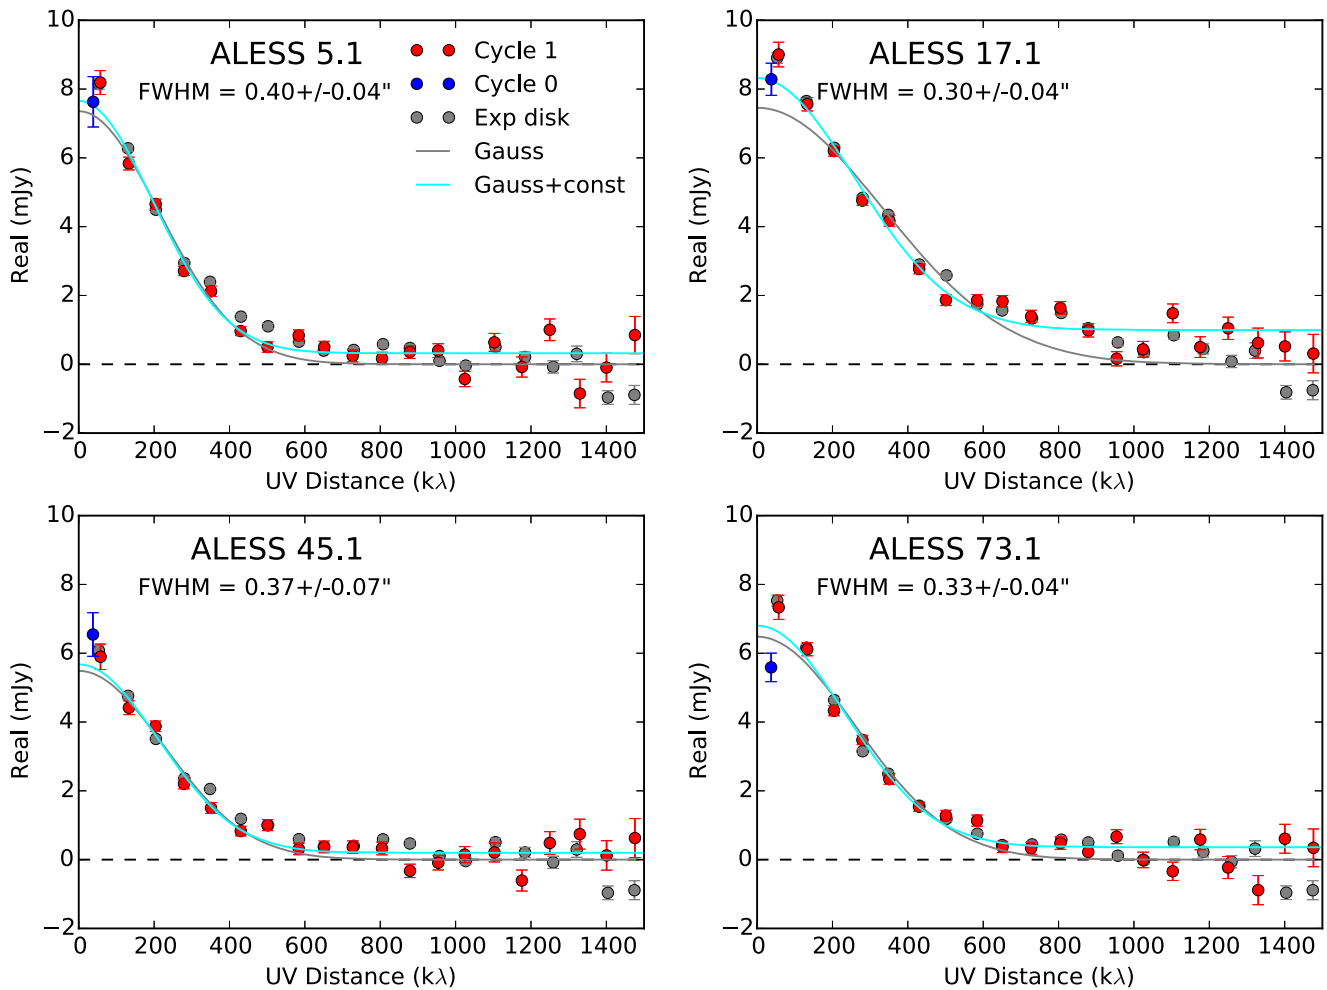 ALESS 5.1
FWHM = 0.40+/-0.04"
Cycle 1
Cycle 0
Exp disk
Gauss
Gauss+const
Real (mJy)
10
8
6
4
2
0
−2
0 200 400 600 800 1000 1200 1400
UV Distance (kλ)
ALESS 17.1
FWHM = 0.30+/-0.04"
Real (mJy)
10
8
6
4
2
0
−2
0 200 400 600 800 1000 1200 1400
UV Distance (kλ)
ALESS 45.1
FWHM = 0.37+/-0.07"
Real (mJy)
10
8
6
4
2
0
−2
0 200 400 600 800 1000 1200 1400
UV Distance (kλ)
ALESS 73.1
FWHM = 0.33+/-0.04"
Real (mJy)
10
8
6
4
2
0
−2
0 200 400 600 800 1000 1200 1400
UV Distance (kλ)